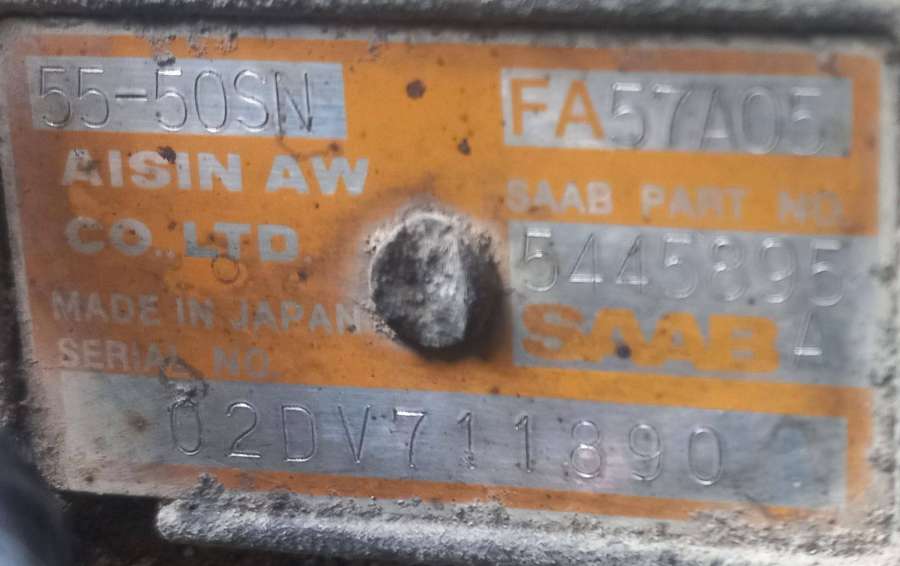 55-50SN
AISIN AW
CO.,LTD.
MADE IN JAPAN
SERIAL NO.
02DV711890
FA57A05
SAAB PART NO.
5445895
SAAB A